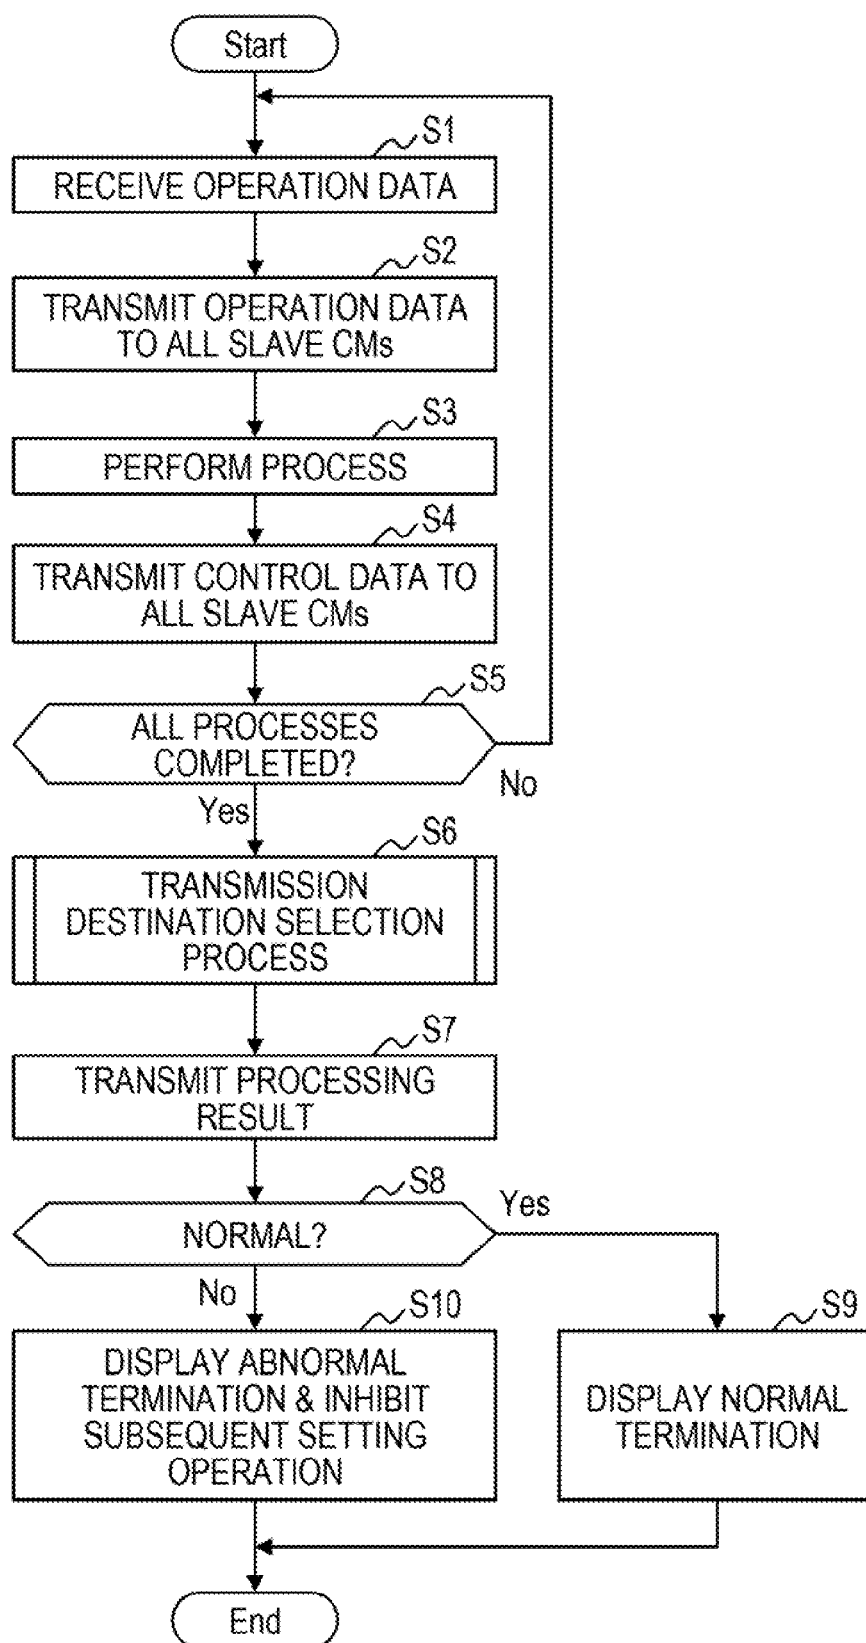 Start
S1
RECEIVE OPERATION DATA
S2
TRANSMIT OPERATION DATA
TO ALL SLAVE CMs
S3
PERFORM PROCESS
S4
TRANSMIT CONTROL DATA TO
ALL SLAVE CMs
S5
ALL PROCESSES
COMPLETED?
No
Yes
S6
TRANSMISSION
DESTINATION SELECTION
PROCESS
S7
TRANSMIT PROCESSING
RESULT
S8
NORMAL?
Yes
No
S10
DISPLAY ABNORMAL
TERMINATION & INHIBIT
SUBSEQUENT SETTING
OPERATION
S9
DISPLAY NORMAL
TERMINATION
End